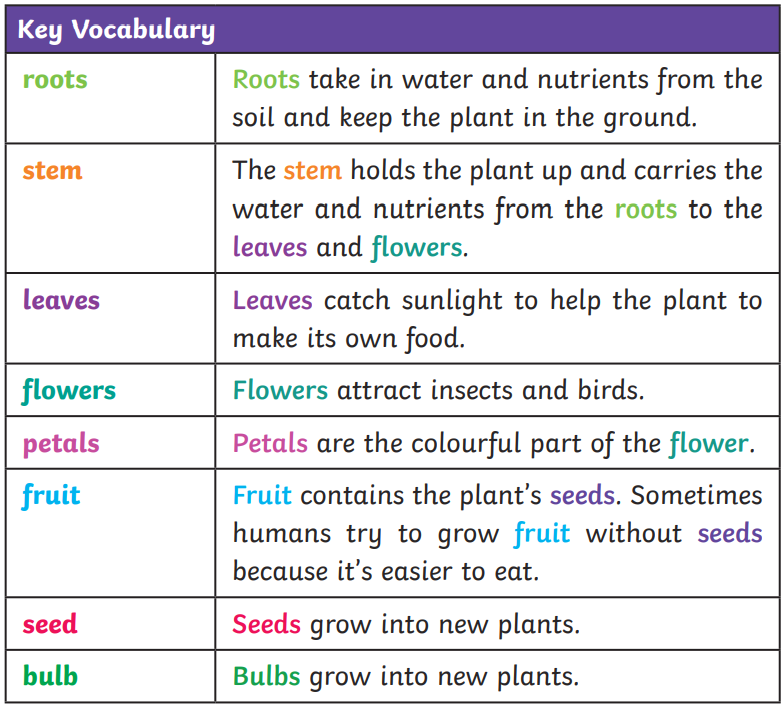 Key Vocabulary
roots
Roots take in water and nutrients from the
soil and keep the plant in the ground.
stem
The stem holds the plant up and carries the
water and nutrients from the roots to the
leaves and flowers.
leaves
Leaves catch sunlight to help the plant to
make its own food.
flowers
Flowers attract insects and birds.
petals
Petals are the colourful part of the flower.
fruit
Fruit contains the plant's seeds. Sometimes
humans try to grow fruit without seeds
because it's easier to eat.
seed
Seeds grow into new plants.
bulb
Bulbs grow into new plants.